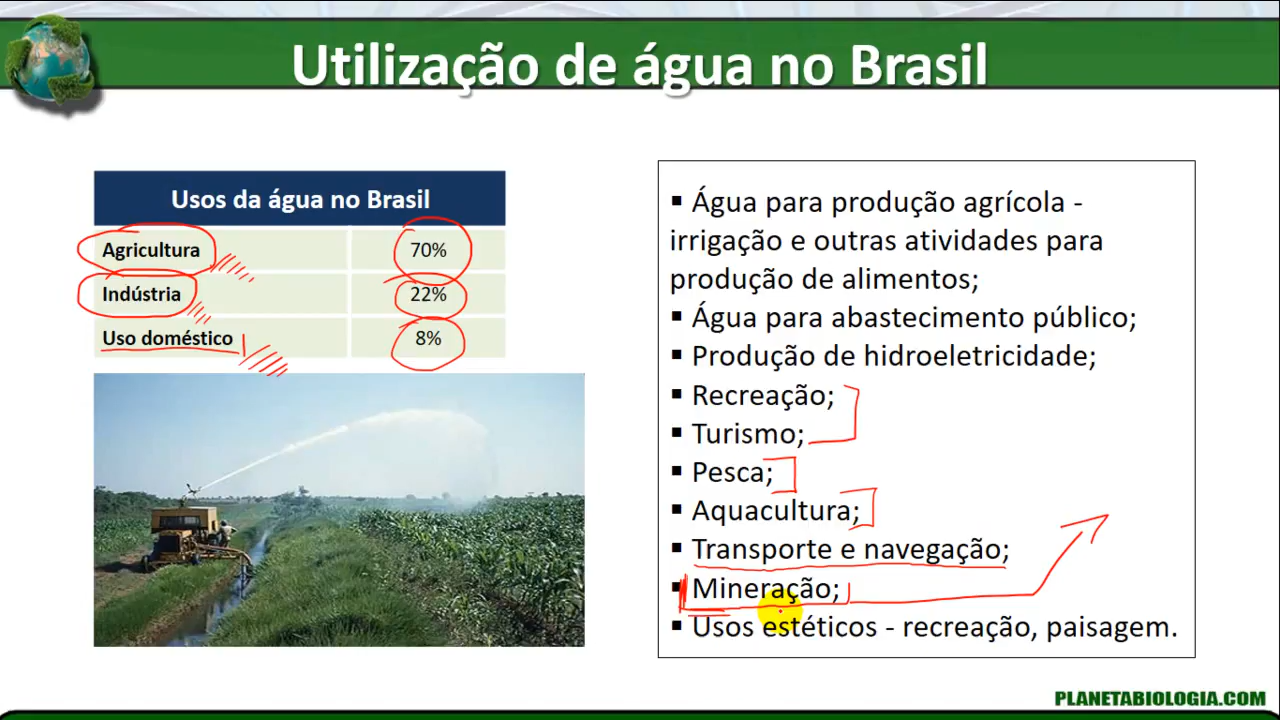 Utilização de água no Brasil
Usos da água no Brasil
Agricultura 70%
Indústria 22%
Uso doméstico 8%
▪ Água para produção agrícola -
irrigação e outras atividades para
produção de alimentos;
▪ Água para abastecimento público;
▪ Produção de hidroeletricidade;
▪ Recreação;
▪ Turismo;
▪ Pesca;
▪ Aquacultura;
▪ Transporte e navegação;
▪ Mineração;
▪ Usos estéticos - recreação, paisagem.
PLANETABIOLOGIA.COM